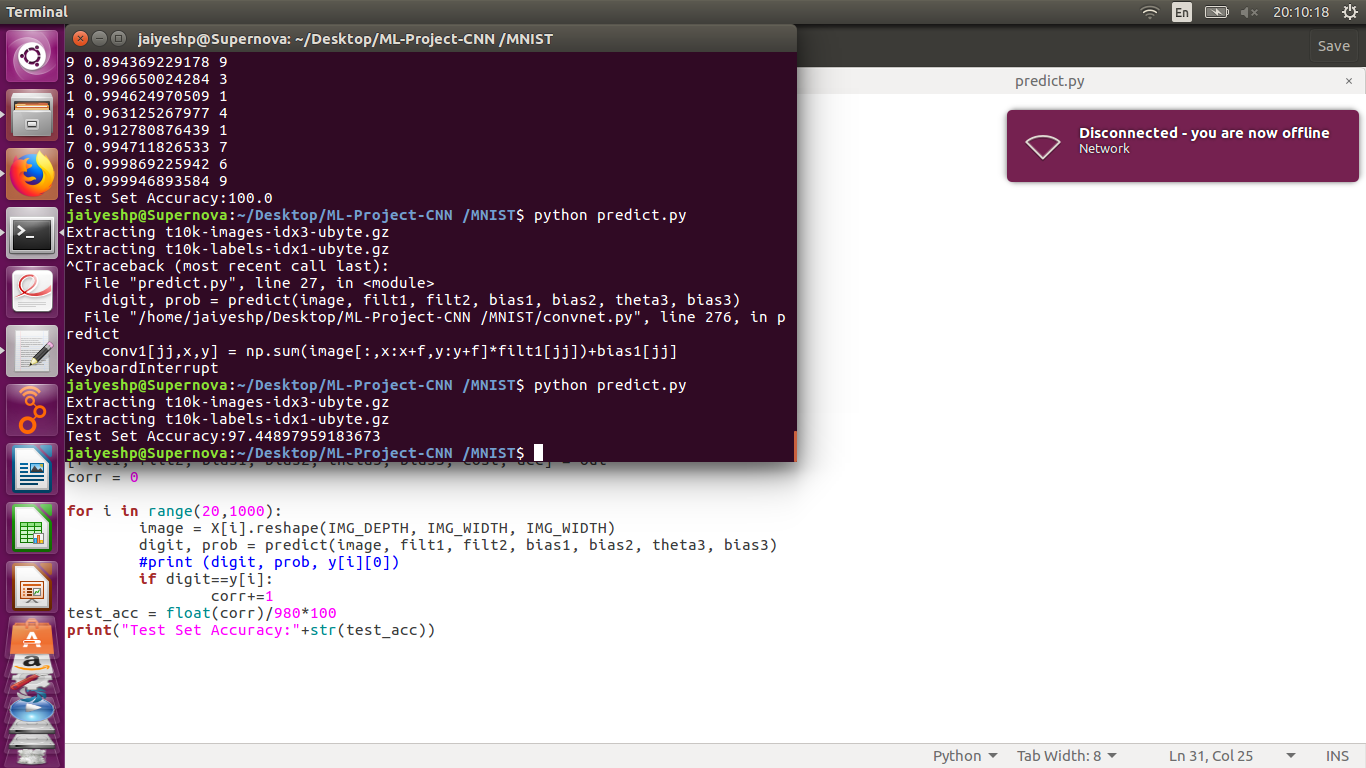 Terminal
En
20:10:18
jaiyeshp@Supernova: ~/Desktop/ML-Project-CNN /MNIST
Save
predict.py
×
Disconnected - you are now offline
Network
9 0.894369229178 9
3 0.996650024284 3
1 0.994624970509 1
4 0.963125267977 4
1 0.912780876439 1
7 0.994711826533 7
6 0.999869225942 6
9 0.999946893584 9
Test Set Accuracy:100.0
jaiyeshp@Supernova:~/Desktop/ML-Project-CNN /MNIST$ python predict.py
Extracting t10k-images-idx3-ubyte.gz
Extracting t10k-labels-idx1-ubyte.gz
^CTraceback (most recent call last):
  File "predict.py", line 27, in <module>
    digit, prob = predict(image, filt1, filt2, bias1, bias2, theta3, bias3)
  File "/home/jaiyeshp/Desktop/ML-Project-CNN /MNIST/convnet.py", line 276, in p
redict
    conv1[jj,x,y] = np.sum(image[:,x:x+f,y:y+f]*filt1[jj])+bias1[jj]
KeyboardInterrupt
jaiyeshp@Supernova:~/Desktop/ML-Project-CNN /MNIST$ python predict.py
Extracting t10k-images-idx3-ubyte.gz
Extracting t10k-labels-idx1-ubyte.gz
Test Set Accuracy:97.44897959183673
jaiyeshp@Supernova:~/Desktop/ML-Project-CNN /MNIST$
[filt1, filt2, bias1, bias2, theta3, bias3, cost, acc] = out
corr = 0
for i in range(20,1000):
        image = X[i].reshape(IMG_DEPTH, IMG_WIDTH, IMG_WIDTH)
        digit, prob = predict(image, filt1, filt2, bias1, bias2, theta3, bias3)
        #print (digit, prob, y[i][0])
        if digit==y[i]:
                corr+=1
test_acc = float(corr)/980*100
print("Test Set Accuracy:"+str(test_acc))
Python
Tab Width: 8
Ln 31, Col 25
INS